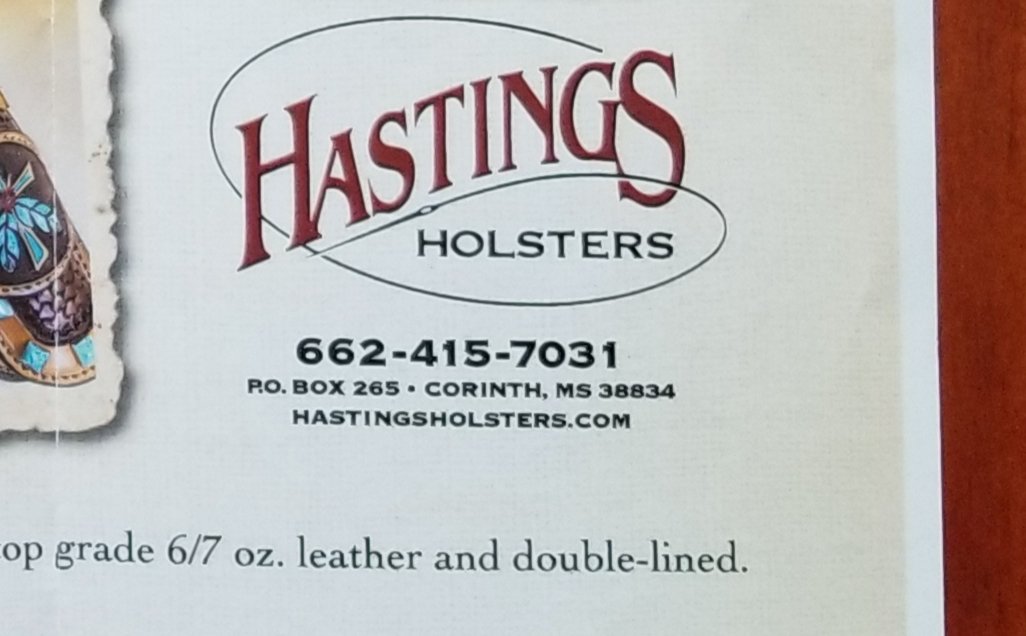 HASTINGS
HOLSTERS
662-415-7031
P.O. BOX 265 • CORINTH, MS 38834
HASTINGSHOLSTERS.COM
grade 6/7 oz. leather and double-lined.